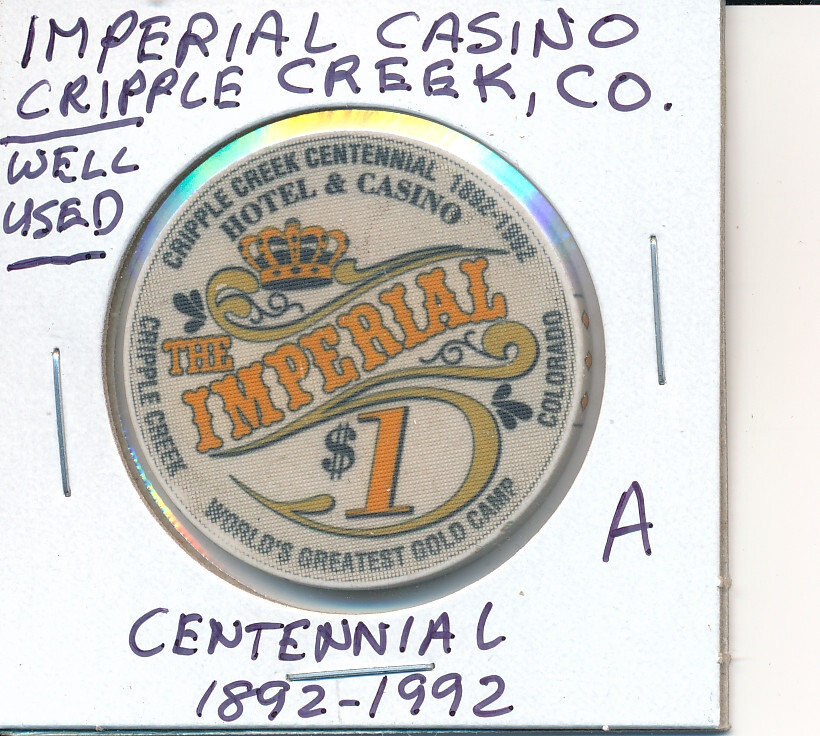 IMPERIAL CASINO
CRIPPLE CREEK, CO.
WELL
USED
CRIPPLE CREEK CENTENNIAL 1892-1992
HOTEL & CASINO
THE
IMPERIAL
$1
CRIPPLE CREEK
COLORADO
WORLD'S GREATEST GOLD CAMP
A
CENTENNIAL
1892-1992